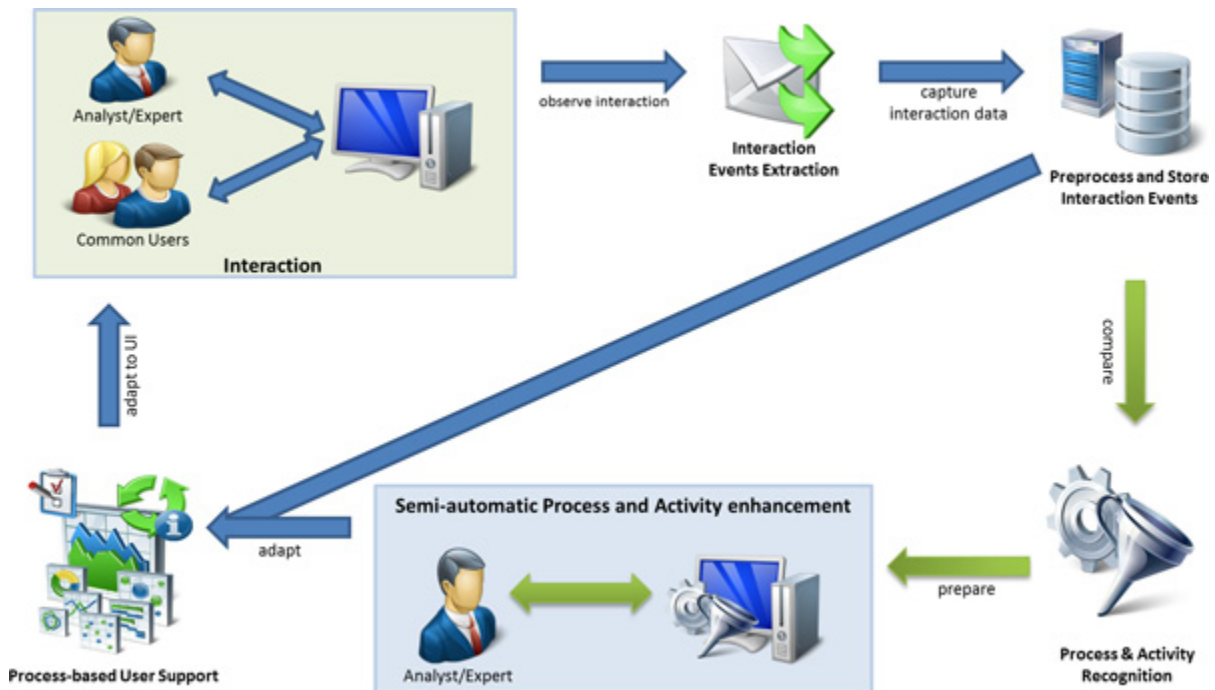 Analyst/Expert
Common Users
Interaction
observe interaction
Interaction
Events Extraction
capture
interaction data
Preprocess and Store
Interaction Events
compare
adapt to UI
Process-based User Support
adapt
Semi-automatic Process and Activity enhancement
Analyst/Expert
prepare
Process & Activity
Recognition